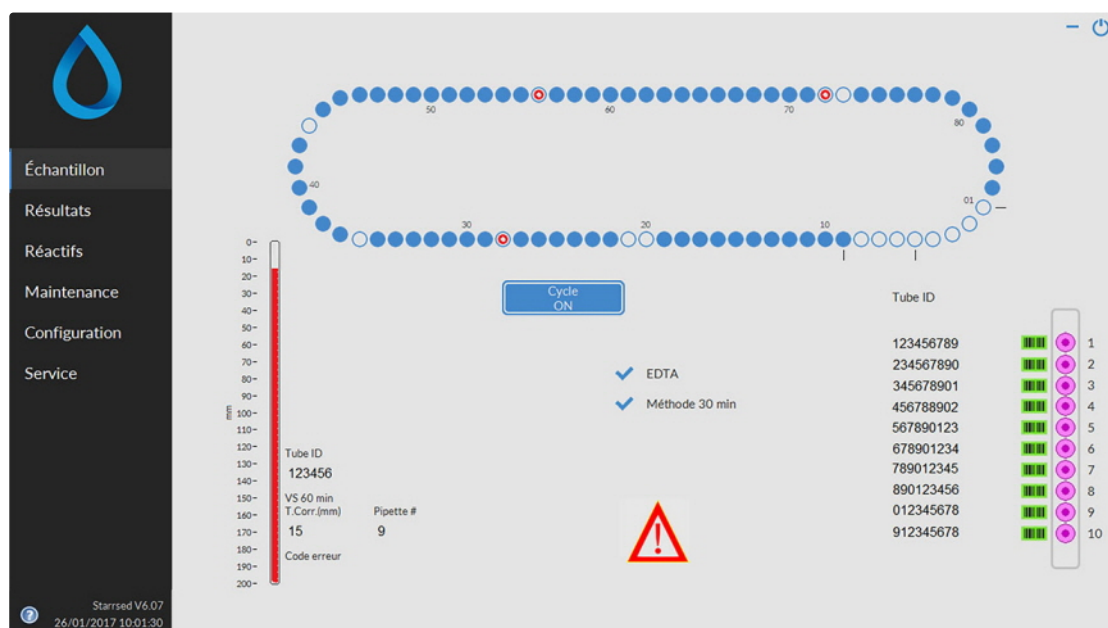 Échantillon
Résultats
Réactifs
Maintenance
Configuration
Service
Starrsed V6.07
26/01/2017 10:01:30
50
60
70
80
40
01
30
20
10
0-
10-
20-
30-
40-
50-
60-
70-
80-
90-
100-
110-
120-
130-
140-
150-
160-
170-
180-
190-
200-
mm
Cycle
ON
EDTA
Méthode 30 min
Tube ID
123456
VS 60 min
T.Corr.(mm) Pipette #
15 9
Code erreur
Tube ID
123456789 1
234567890 2
345678901 3
456788902 4
567890123 5
678901234 6
789012345 7
890123456 8
012345678 9
912345678 10